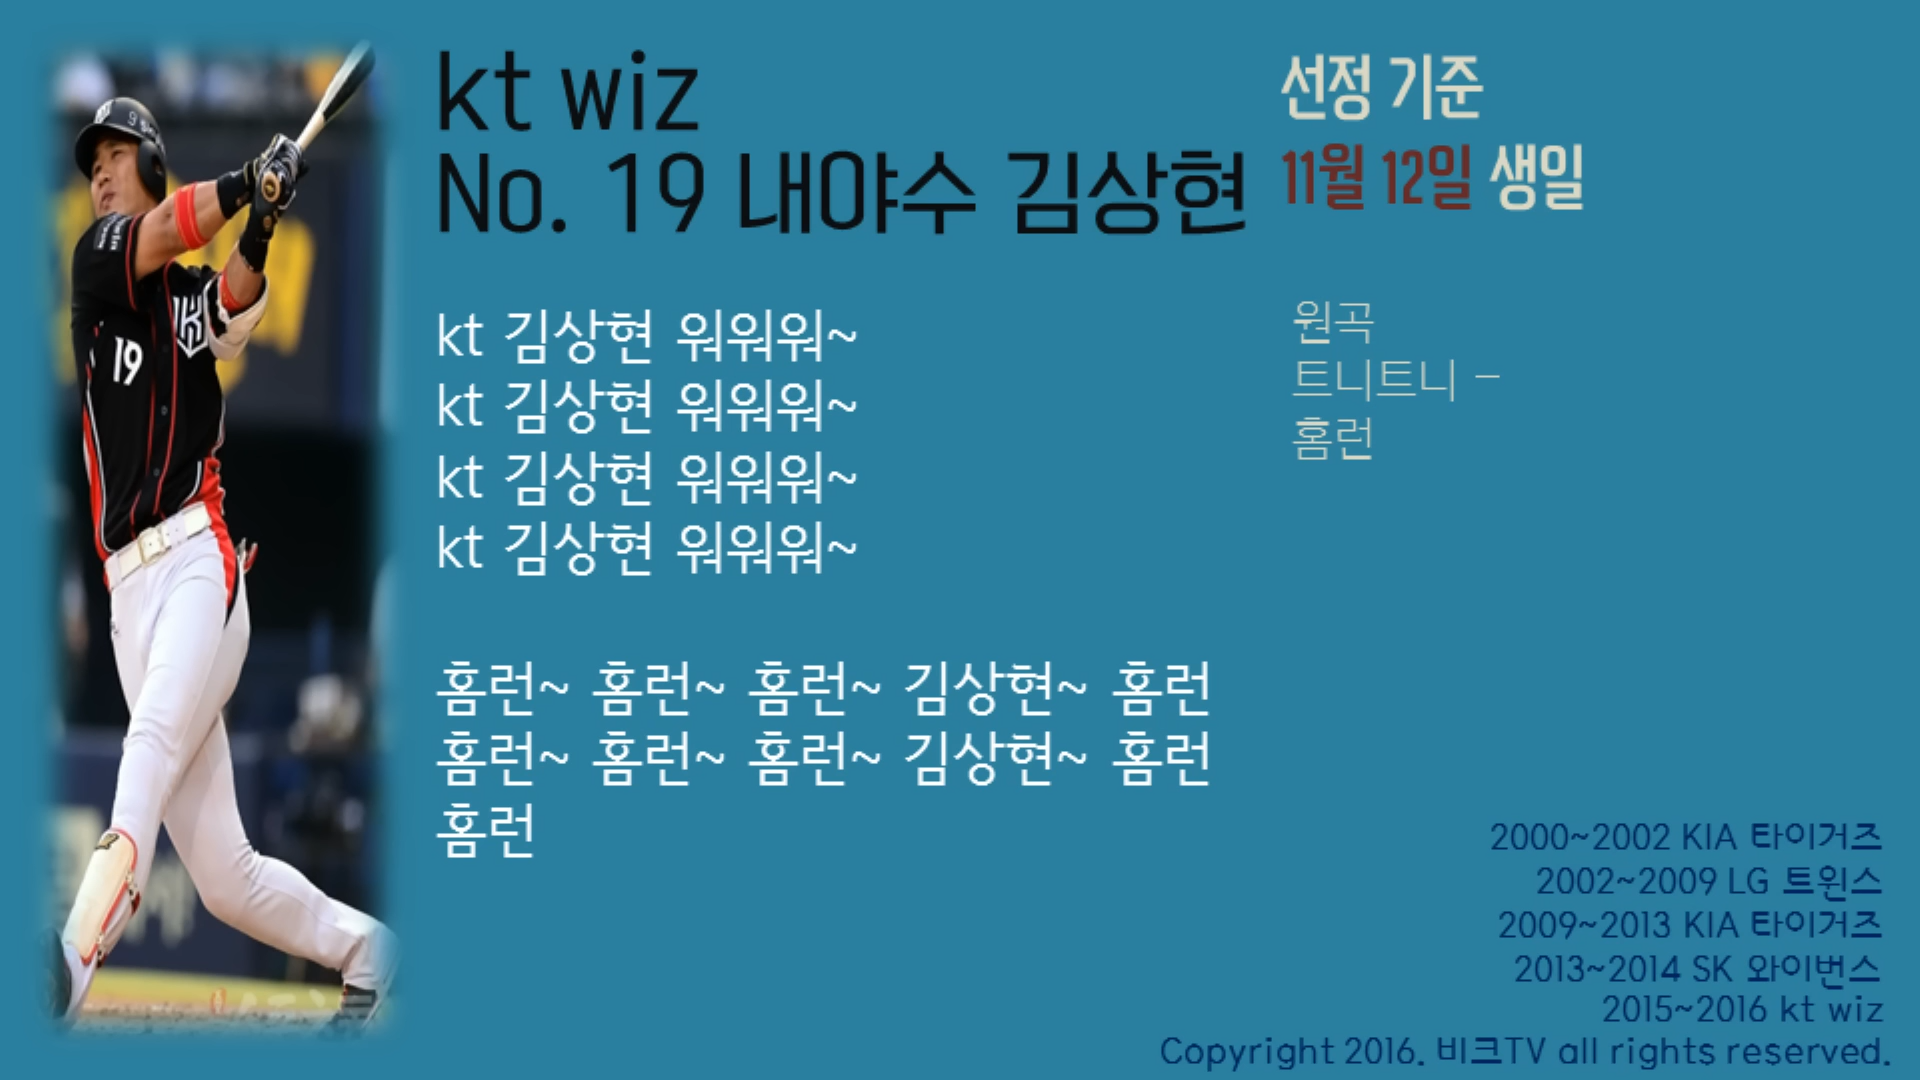 kt wiz
No. 19 내야수 김상현
선정 기준
11월 12일 생일
kt 김상현 워워워~
kt 김상현 워워워~
kt 김상현 워워워~
kt 김상현 워워워~
홈런~ 홈런~ 홈런~ 김상현~ 홈런
홈런~ 홈런~ 홈런~ 김상현~ 홈런
홈런
원곡
트니트니 -
홈런
19
2000~2002 KIA 타이거즈
2002~2009 LG 트윈스
2009~2013 KIA 타이거즈
2013~2014 SK 와이번스
2015~2016 kt wiz
Copyright 2016. 비크TV all rights reserved.